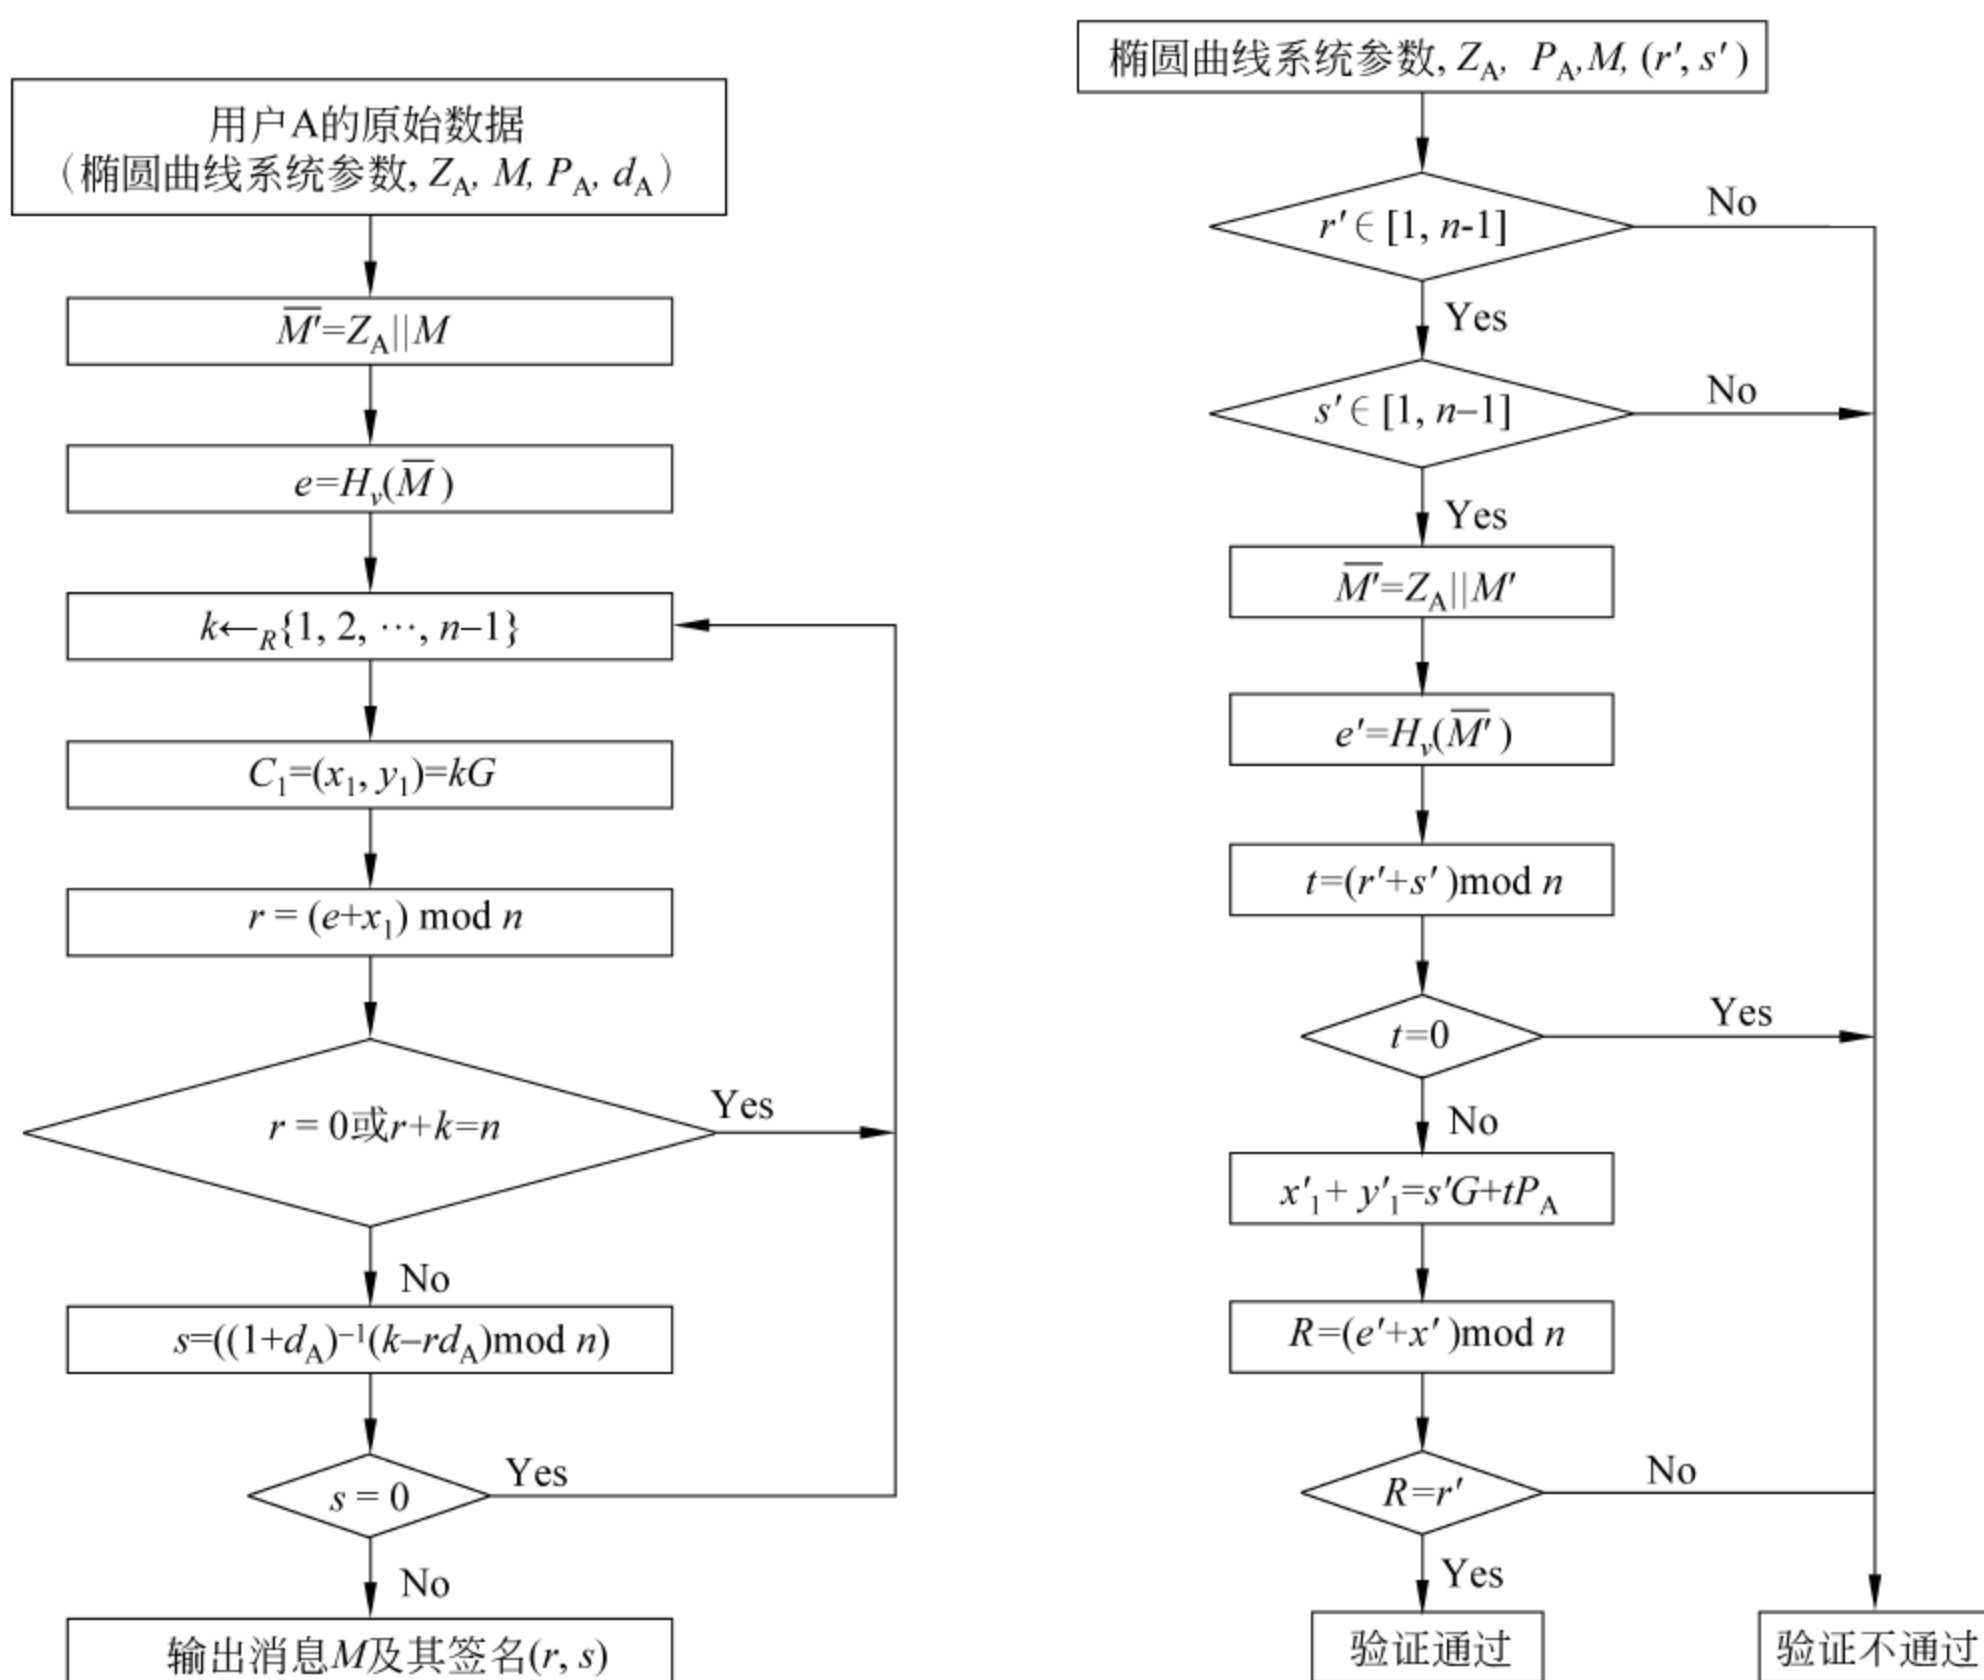 用户A的原始数据
（椭圆曲线系统参数, Z_A, M, P_A, d_A）
M̅'=Z_A||M
e=H_v(M̅)
k←_R{1, 2, ⋯, n–1}
C_1=(x_1, y_1)=kG
r = (e+x_1) mod n
r = 0或r+k=n
Yes
No
s=((1+d_A)^–1(k–rd_A)mod n)
s = 0
Yes
No
输出消息M及其签名(r, s)
椭圆曲线系统参数, Z_A, P_A,M, (r', s')
r'∈[1, n-1]
No
Yes
s'∈[1, n–1]
No
Yes
M̅'=Z_A||M'
e'=H_v(M̅')
t=(r'+s')mod n
t=0
Yes
No
x'_1+ y'_1=s'G+tP_A
R=(e'+x')mod n
R=r'
No
Yes
验证通过
验证不通过